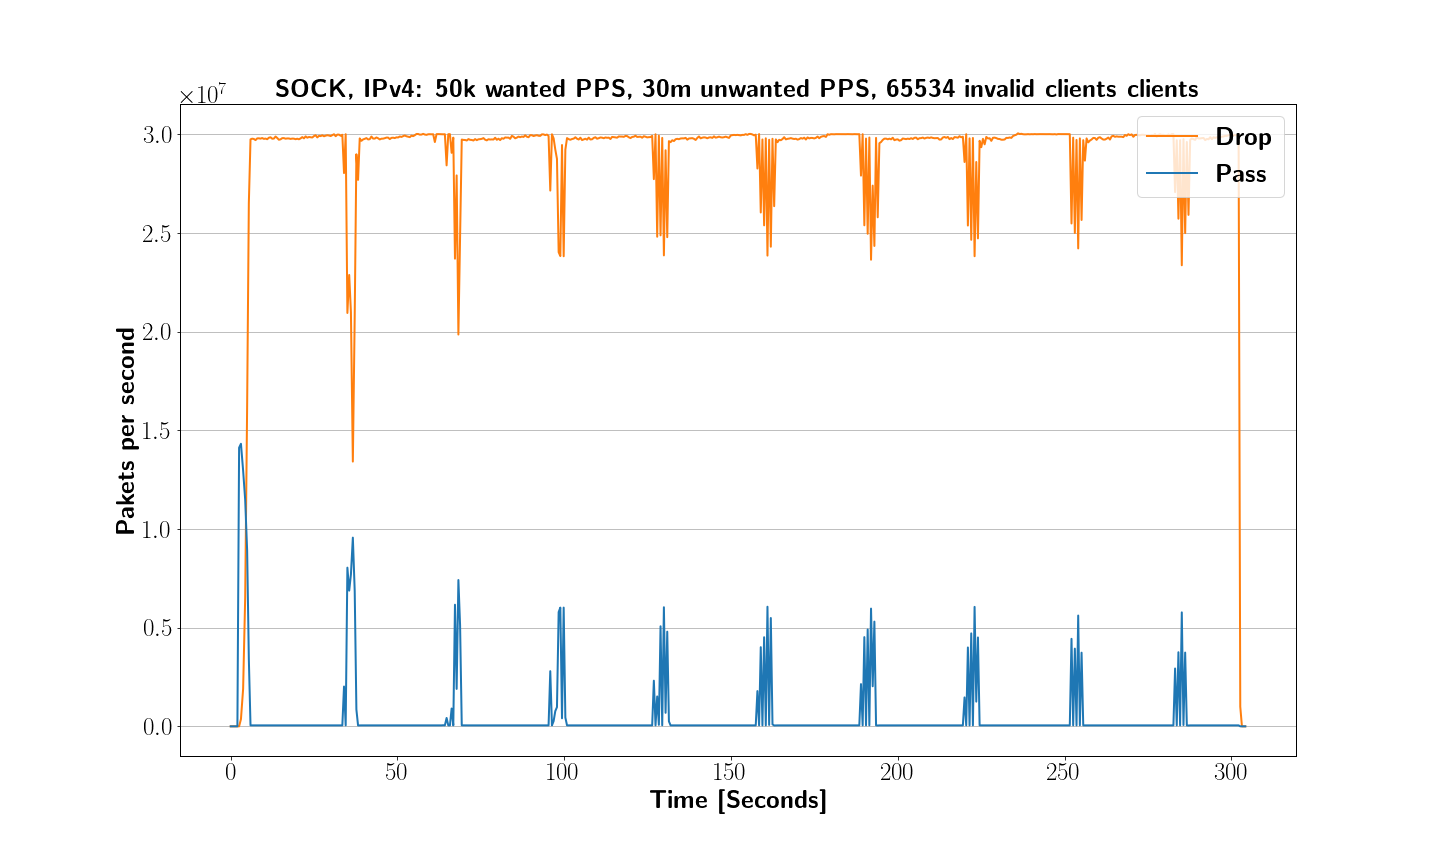 SOCK, IPv4: 50k wanted PPS, 30m unwanted PPS, 65534 invalid clients clients
×10⁷
Drop
Pass
3.0
2.5
2.0
1.5
1.0
0.5
0.0
Pakets per second
0 50 100 150 200 250 300
Time [Seconds]